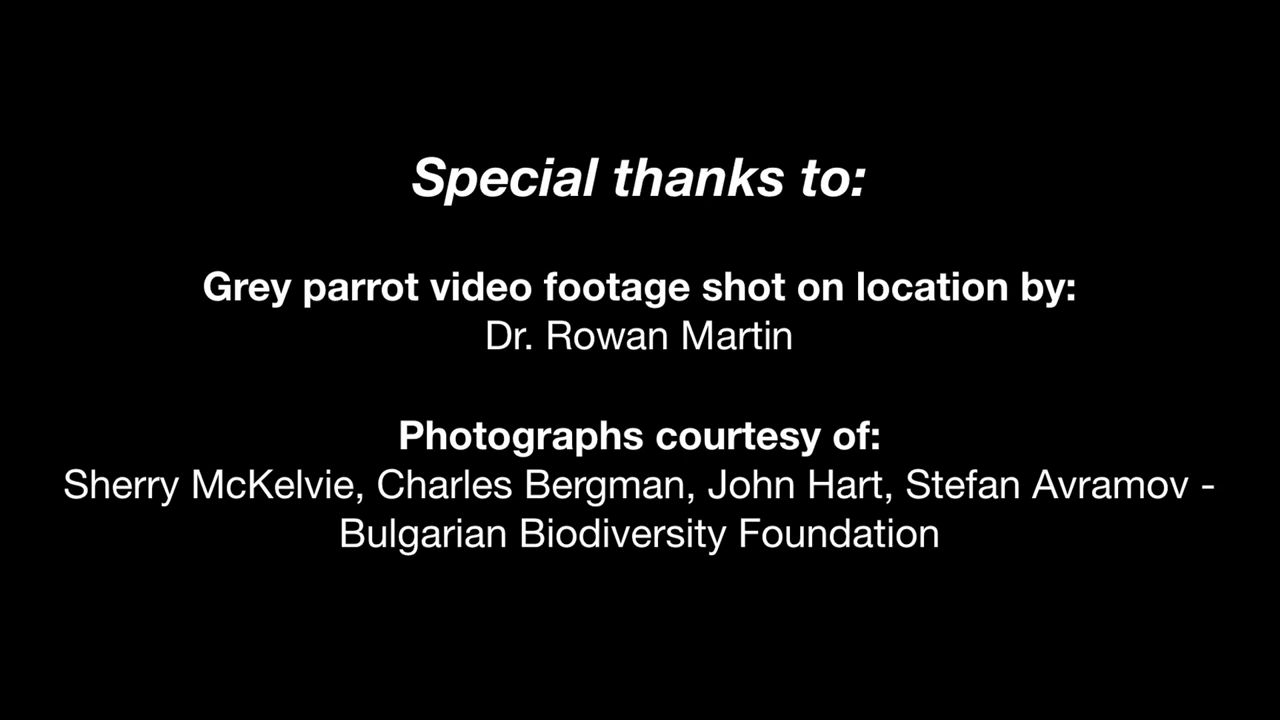 Special thanks to:
Grey parrot video footage shot on location by:
Dr. Rowan Martin
Photographs courtesy of:
Sherry McKelvie, Charles Bergman, John Hart, Stefan Avramov -
Bulgarian Biodiversity Foundation